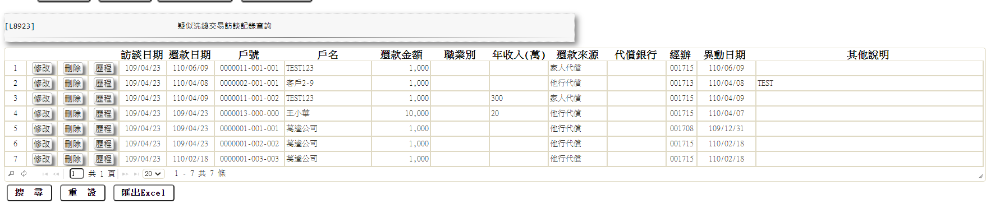 [L8923] 疑似洗錢交易訪談記錄查詢
訪談日期 還款日期 戶號 戶名 還款金額 職業別 年收入(萬) 還款來源 代償銀行 經辦 異動日期 其他說明
1 修改 刪除 歷程 109/04/23 110/06/09 0000011-001-001 TEST123 1,000 家人代償 001715 110/06/09
2 修改 刪除 歷程 109/04/23 110/04/08 0000002-001-001 客戶2-9 1,000 他行代償 001713 110/04/08 TEST
3 修改 刪除 歷程 109/04/23 110/04/09 0000011-001-002 TEST123 1,000 300 家人代償 001715 110/04/09
4 修改 刪除 歷程 109/04/23 109/04/23 0000013-000-000 王小華 10,000 20 他行代償 001715 110/04/07
5 修改 刪除 歷程 109/04/23 109/04/23 0000001-001-001 萬達公司 1,000 他行代償 001708 109/12/31
6 修改 刪除 歷程 109/04/23 109/04/23 0000001-002-002 萬達公司 1,000 他行代償 001715 110/02/18
7 修改 刪除 歷程 109/04/23 110/02/18 0000001-003-003 萬達公司 1,000 他行代償 001715 110/02/18
1 共 1 頁 20 1 - 7 共 7 條
搜 尋 重 設 匯出Excel